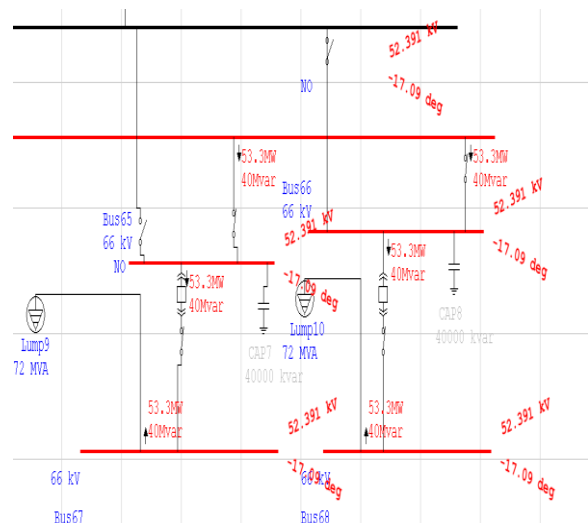 52.391 kV
NO
-17.09 deg
53.3MW
40Mvar
53.3MW
40Mvar
Bus66
66 kV
Bus65
66 kV
NO
52.391 kV
-17.09 deg
52.391 kV
-17.09 deg
53.3MW
40Mvar
53.3MW
40Mvar
CAP8
40000 kvar
Lump9
72 MVA
Lump10
72 MVA
CAP7
40000 kvar
53.3MW
40Mvar
52.391 kV
-17.09 deg
53.3MW
40Mvar
52.391 kV
-17.09 deg
66 kV
Bus67
66 kV
Bus68